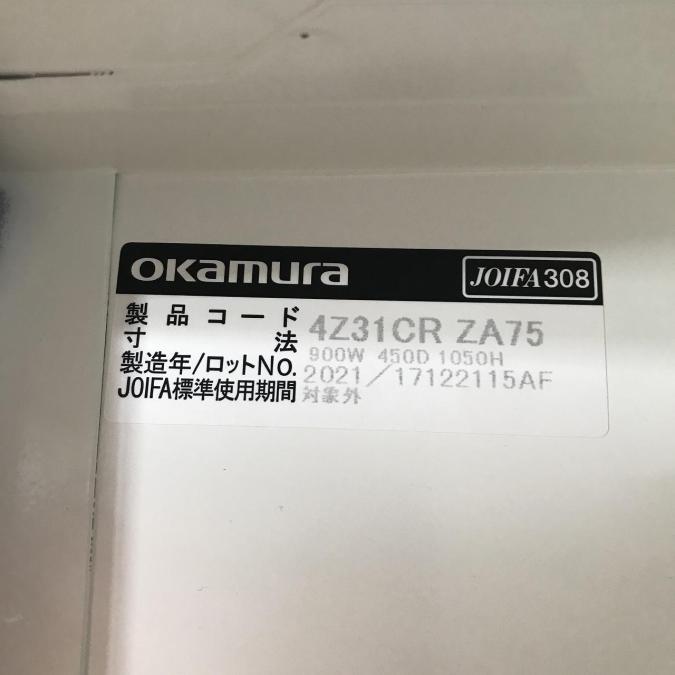 okamura JOIFA308
製品コード 4Z31CR ZA75
寸法 900W 450D 1050H
製造年/ロットNo. 2021/17122115AF
JOIFA標準使用期間 対象外